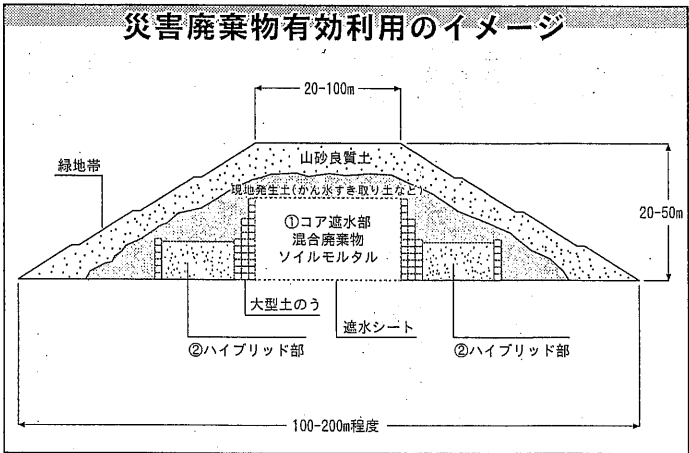 災害廃棄物有効利用のイメージ
20-100m
山砂良質土
緑地帯
現地発生土(かん水すき取り土など)
20-50m
①コア遮水部
混合廃棄物
ソイルモルタル
大型土のう
遮水シート
②ハイブリッド部
②ハイブリッド部
100-200m程度